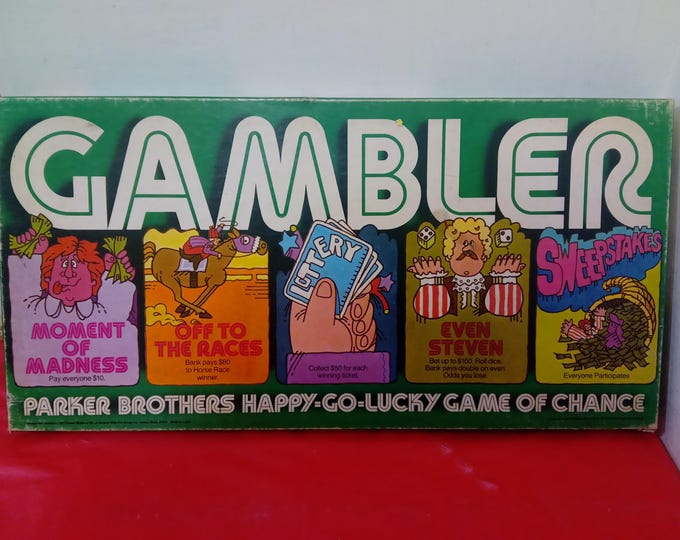 GAMBLER
LOTTERY
SWEEPSTAKES
MOMENT
OF
MADNESS
Pay everyone $10.
OFF TO
THE RACES
Bank pays $80
to Horse Race
winner.
Collect $50 for each
winning ticket.
EVEN
STEVEN
Bet up to $100. Roll dice.
Bank pays double on even.
Odds you lose.
Everyone Participates
PARKER BROTHERS HAPPY-GO-LUCKY GAME OF CHANCE